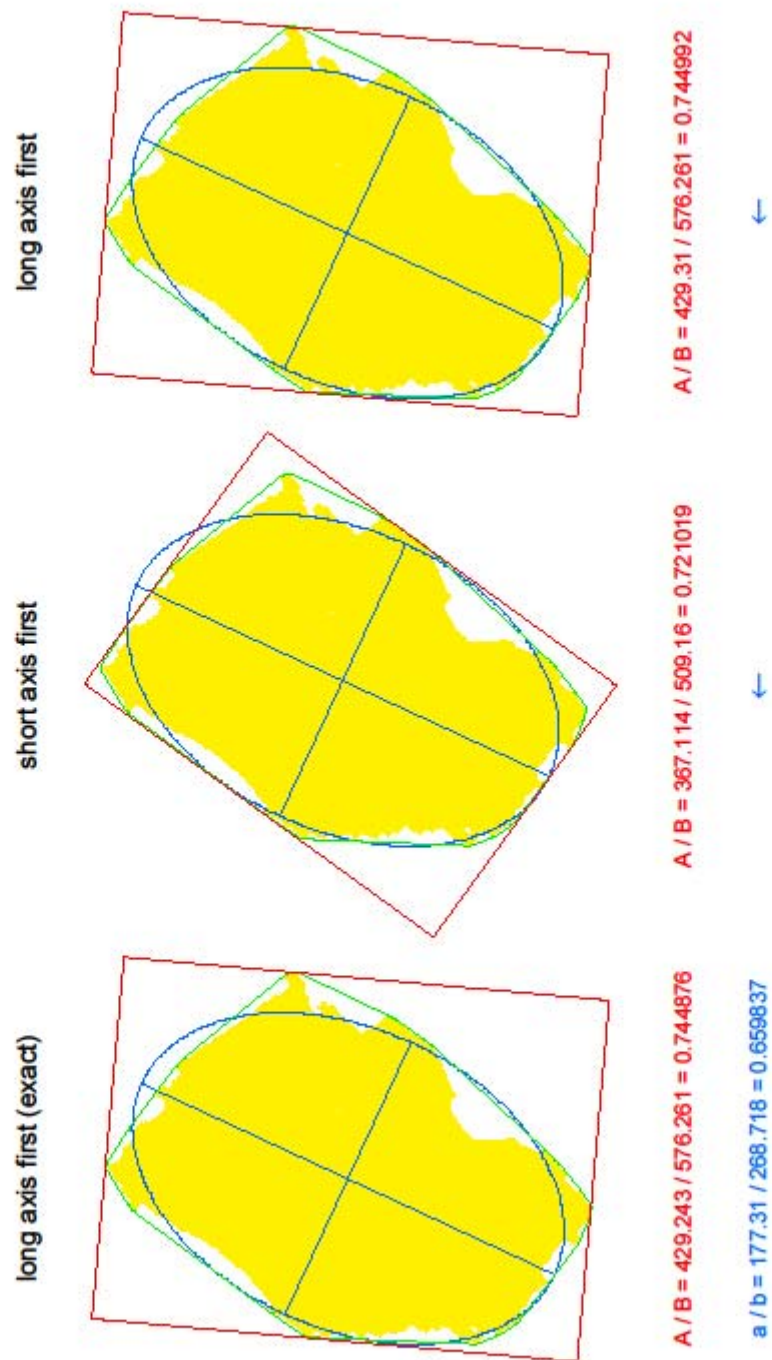 long axis first (exact)
short axis first
long axis first
A / B = 429.243 / 576.261 = 0.744876
A / B = 367.114 / 509.16 = 0.721019
A / B = 429.31 / 576.261 = 0.744992
a / b = 177.31 / 268.718 = 0.659837
←
←